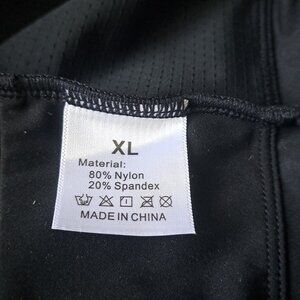 XL
Material:
80% Nylon
20% Spandex
MADE IN CHINA